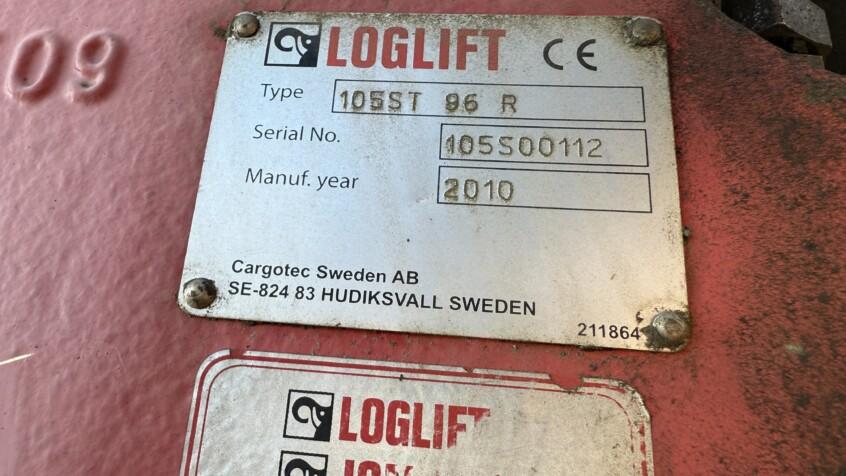 09
LOGLIFT CE
Type 105ST 96 R
Serial No. 105S00112
Manuf. year 2010
Cargotec Sweden AB
SE-824 83 HUDIKSVALL SWEDEN
211864
LOGLIFT